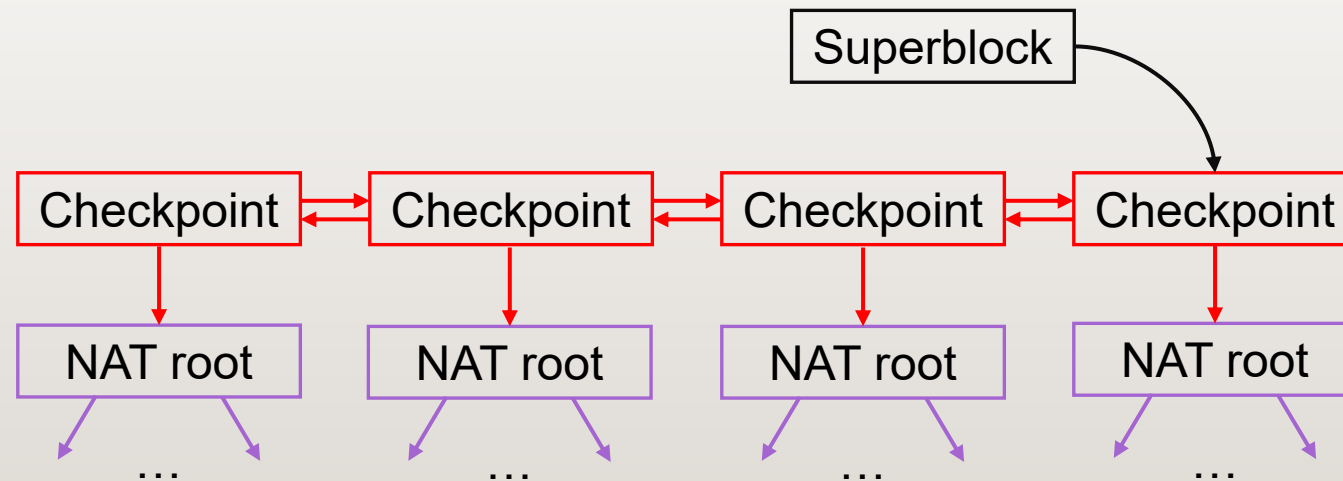 Superblock
Checkpoint
Checkpoint
Checkpoint
Checkpoint
NAT root
NAT root
NAT root
NAT root
...
...
...
...